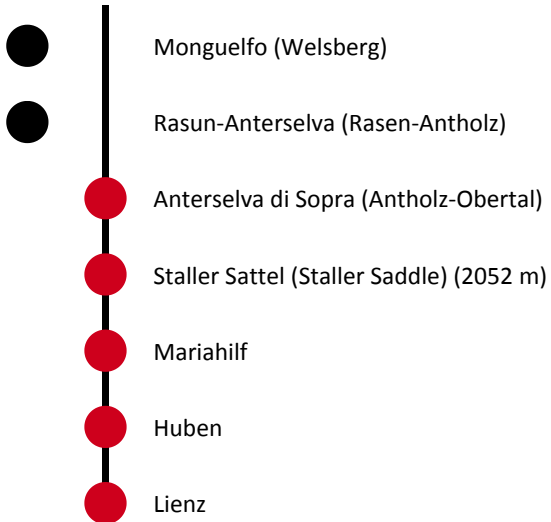 Monguelfo (Welsberg)
Rasun-Anterselva (Rasen-Antholz)
Anterselva di Sopra (Antholz-Obertal)
Staller Sattel (Staller Saddle) (2052 m)
Mariahilf
Huben
Lienz